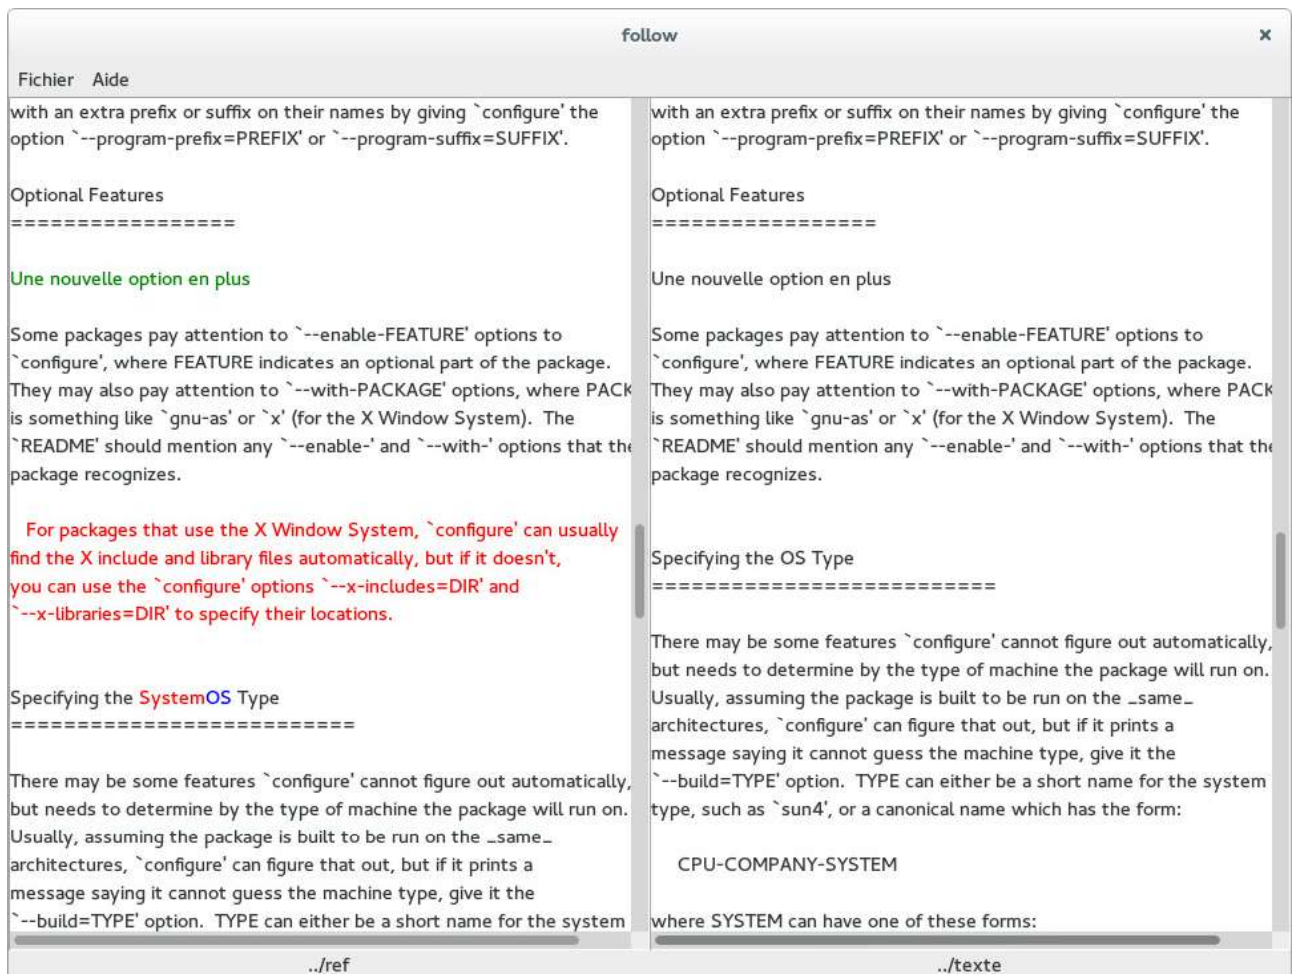 follow
×
Fichier Aide
with an extra prefix or suffix on their names by giving `configure' the
option `--program-prefix=PREFIX' or `--program-suffix=SUFFIX'.
Optional Features
=================
Une nouvelle option en plus
Some packages pay attention to `--enable-FEATURE' options to
`configure', where FEATURE indicates an optional part of the package.
They may also pay attention to `--with-PACKAGE' options, where PACK
is something like `gnu-as' or `x' (for the X Window System).  The
`README' should mention any `--enable-' and `--with-' options that the
package recognizes.
For packages that use the X Window System, `configure' can usually
find the X include and library files automatically, but if it doesn't,
you can use the `configure' options `--x-includes=DIR' and
`--x-libraries=DIR' to specify their locations.
Specifying the SystemOS Type
==========================
There may be some features `configure' cannot figure out automatically,
but needs to determine by the type of machine the package will run on.
Usually, assuming the package is built to be run on the _same_
architectures, `configure' can figure that out, but if it prints a
message saying it cannot guess the machine type, give it the
`--build=TYPE' option.  TYPE can either be a short name for the system
../ref
with an extra prefix or suffix on their names by giving `configure' the
option `--program-prefix=PREFIX' or `--program-suffix=SUFFIX'.
Optional Features
=================
Une nouvelle option en plus
Some packages pay attention to `--enable-FEATURE' options to
`configure', where FEATURE indicates an optional part of the package.
They may also pay attention to `--with-PACKAGE' options, where PACK
is something like `gnu-as' or `x' (for the X Window System).  The
`README' should mention any `--enable-' and `--with-' options that the
package recognizes.
Specifying the OS Type
==========================
There may be some features `configure' cannot figure out automatically,
but needs to determine by the type of machine the package will run on.
Usually, assuming the package is built to be run on the _same_
architectures, `configure' can figure that out, but if it prints a
message saying it cannot guess the machine type, give it the
`--build=TYPE' option.  TYPE can either be a short name for the system
type, such as `sun4', or a canonical name which has the form:
CPU-COMPANY-SYSTEM
where SYSTEM can have one of these forms:
../texte